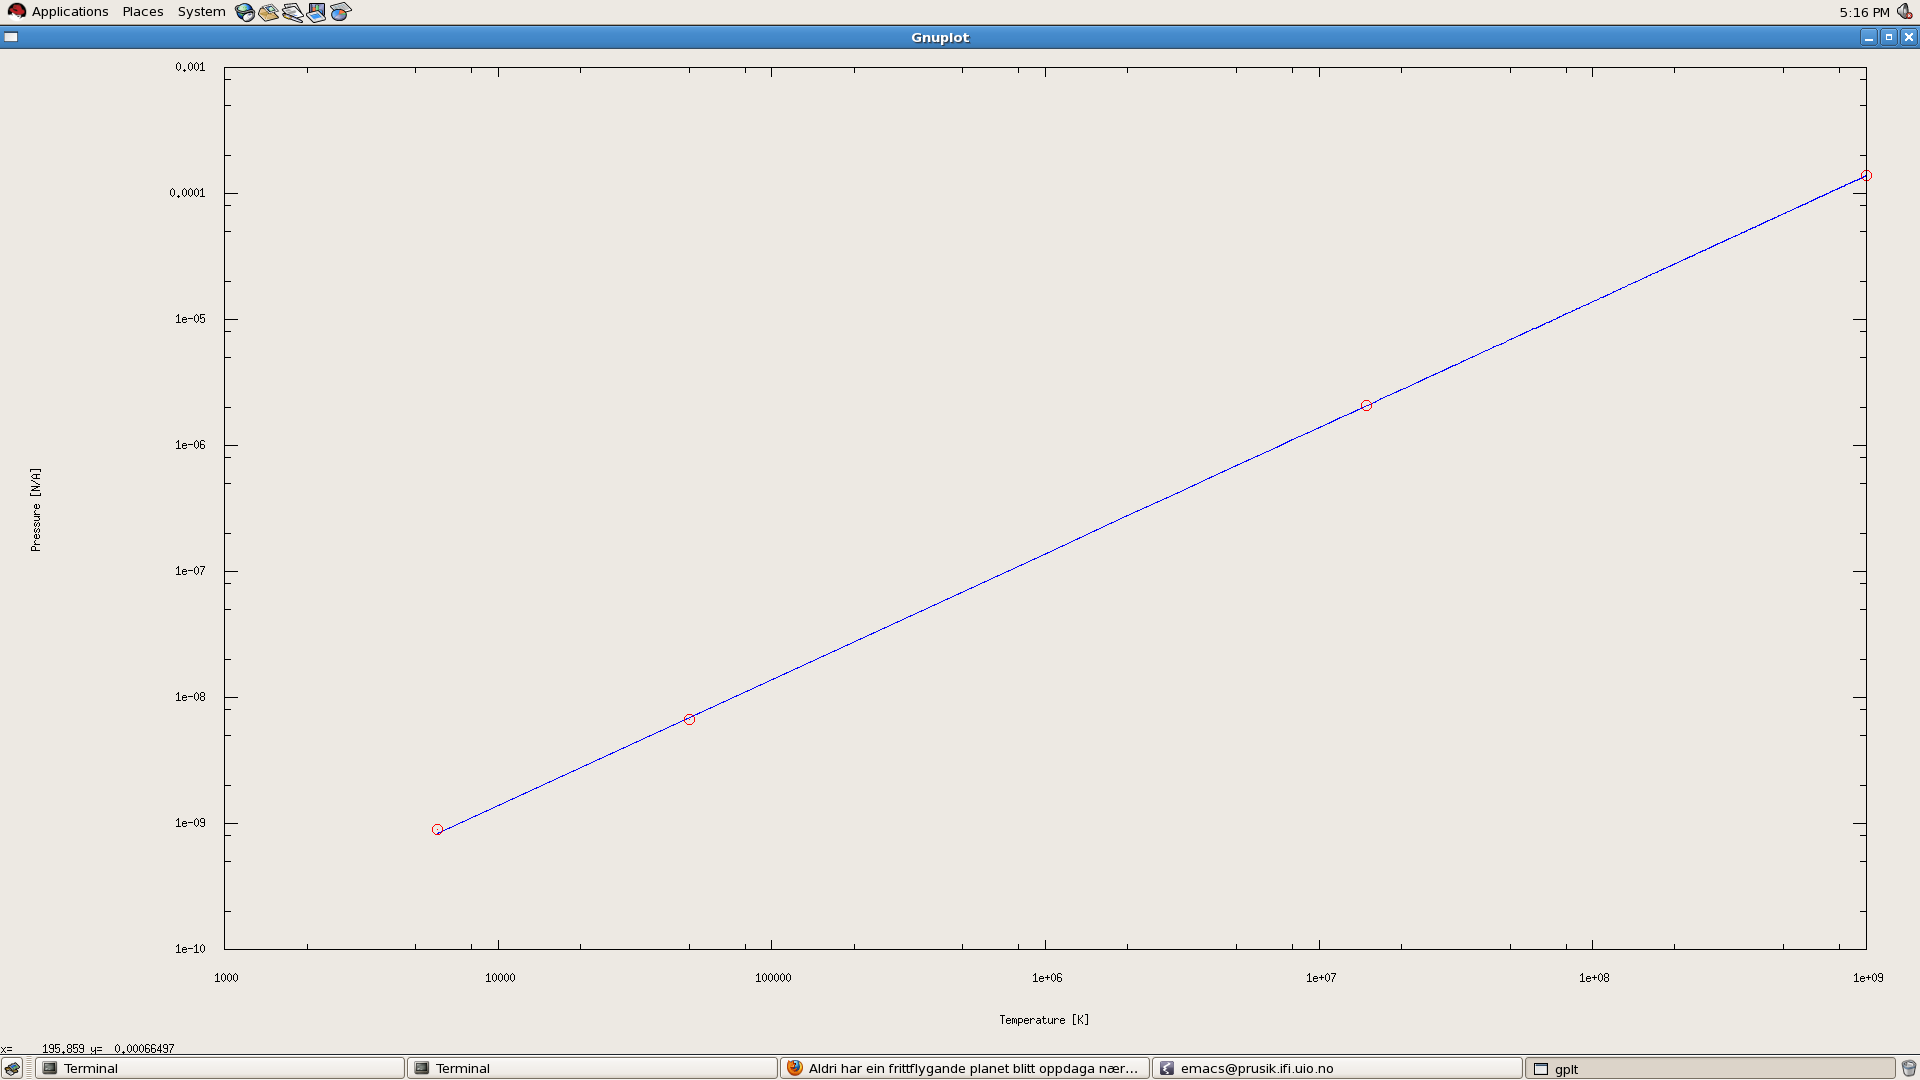 Applications Places System 5:16 PM
Gnuplot
0.001
0.0001
1e-05
1e-06
Pressure [N/A]
1e-07
1e-08
1e-09
1e-10
1000 10000 100000 1e+06 1e+07 1e+08 1e+09
Temperature [K]
x= 195.859 y= 0.00066497
Terminal Terminal Aldri har ein frittflygande planet blitt oppdaga nær... emacs@prusik.ifi.uio.no gplt